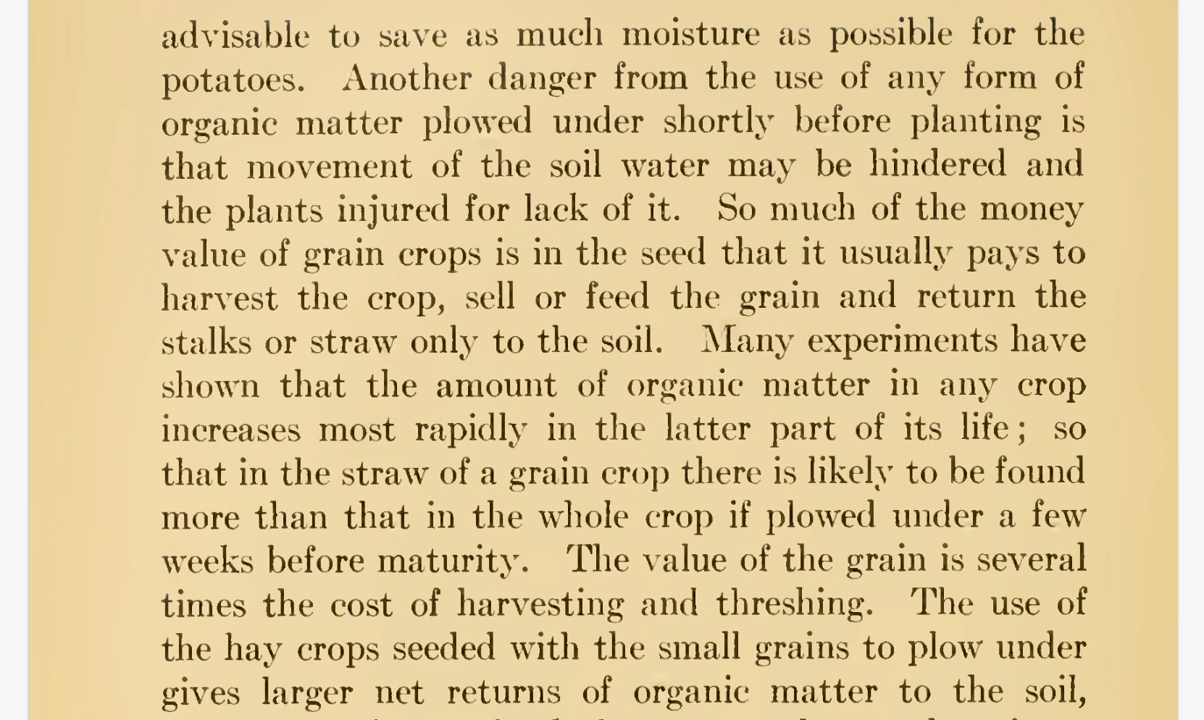 advisable to save as much moisture as possible for the
potatoes. Another danger from the use of any form of
organic matter plowed under shortly before planting is
that movement of the soil water may be hindered and
the plants injured for lack of it. So much of the money
value of grain crops is in the seed that it usually pays to
harvest the crop, sell or feed the grain and return the
stalks or straw only to the soil. Many experiments have
shown that the amount of organic matter in any crop
increases most rapidly in the latter part of its life; so
that in the straw of a grain crop there is likely to be found
more than that in the whole crop if plowed under a few
weeks before maturity. The value of the grain is several
times the cost of harvesting and threshing. The use of
the hay crops seeded with the small grains to plow under
gives larger net returns of organic matter to the soil,